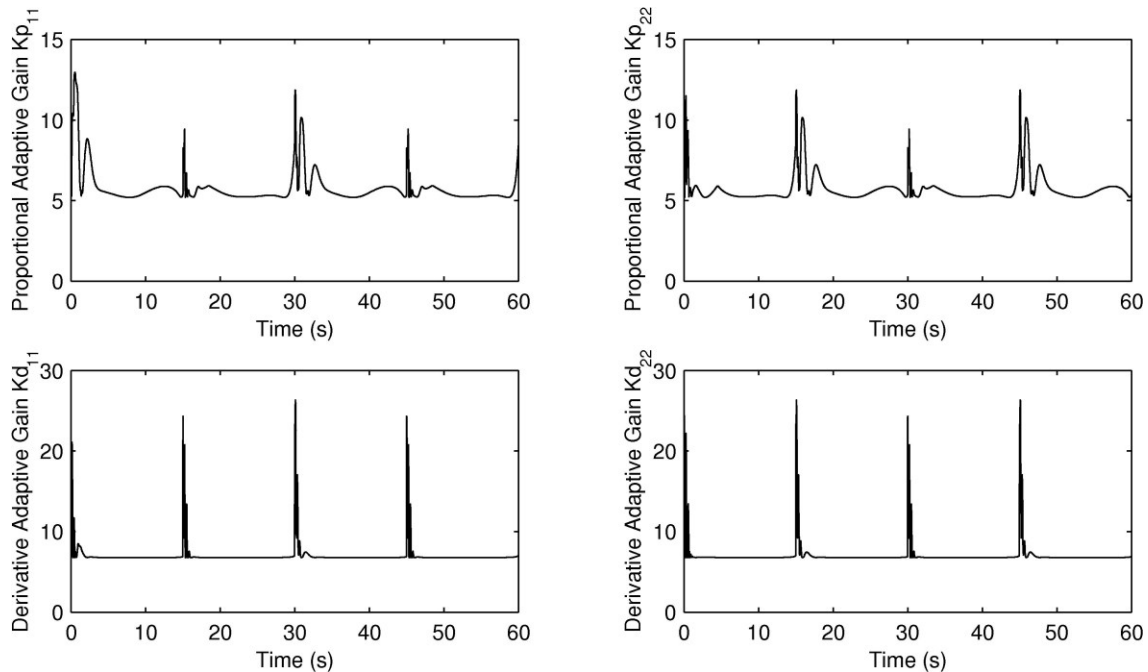 Proportional Adaptive Gain Kp11
15
10
5
0
0 10 20 30 40 50 60
Time (s)
Proportional Adaptive Gain Kp22
15
10
5
0
0 10 20 30 40 50 60
Time (s)
Derivative Adaptive Gain Kd11
30
20
10
0
0 10 20 30 40 50 60
Time (s)
Derivative Adaptive Gain Kd22
30
20
10
0
0 10 20 30 40 50 60
Time (s)